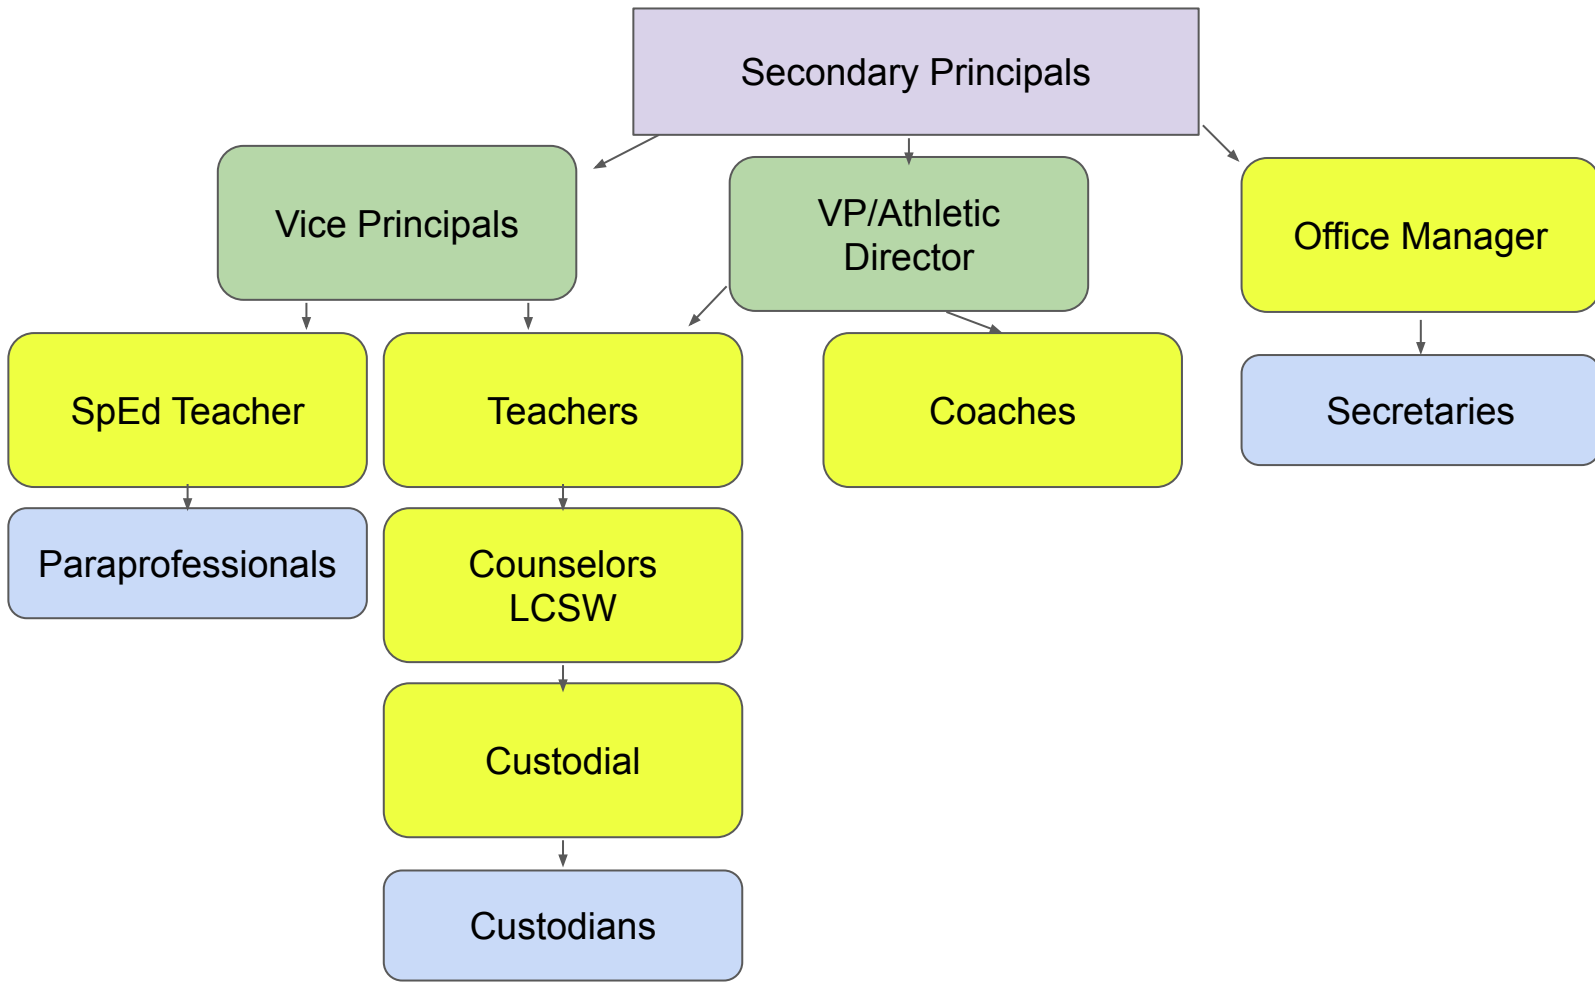 Secondary Principals
Vice Principals
VP/Athletic
Director
Office Manager
SpEd Teacher
Teachers
Coaches
Secretaries
Paraprofessionals
Counselors
LCSW
Custodial
Custodians